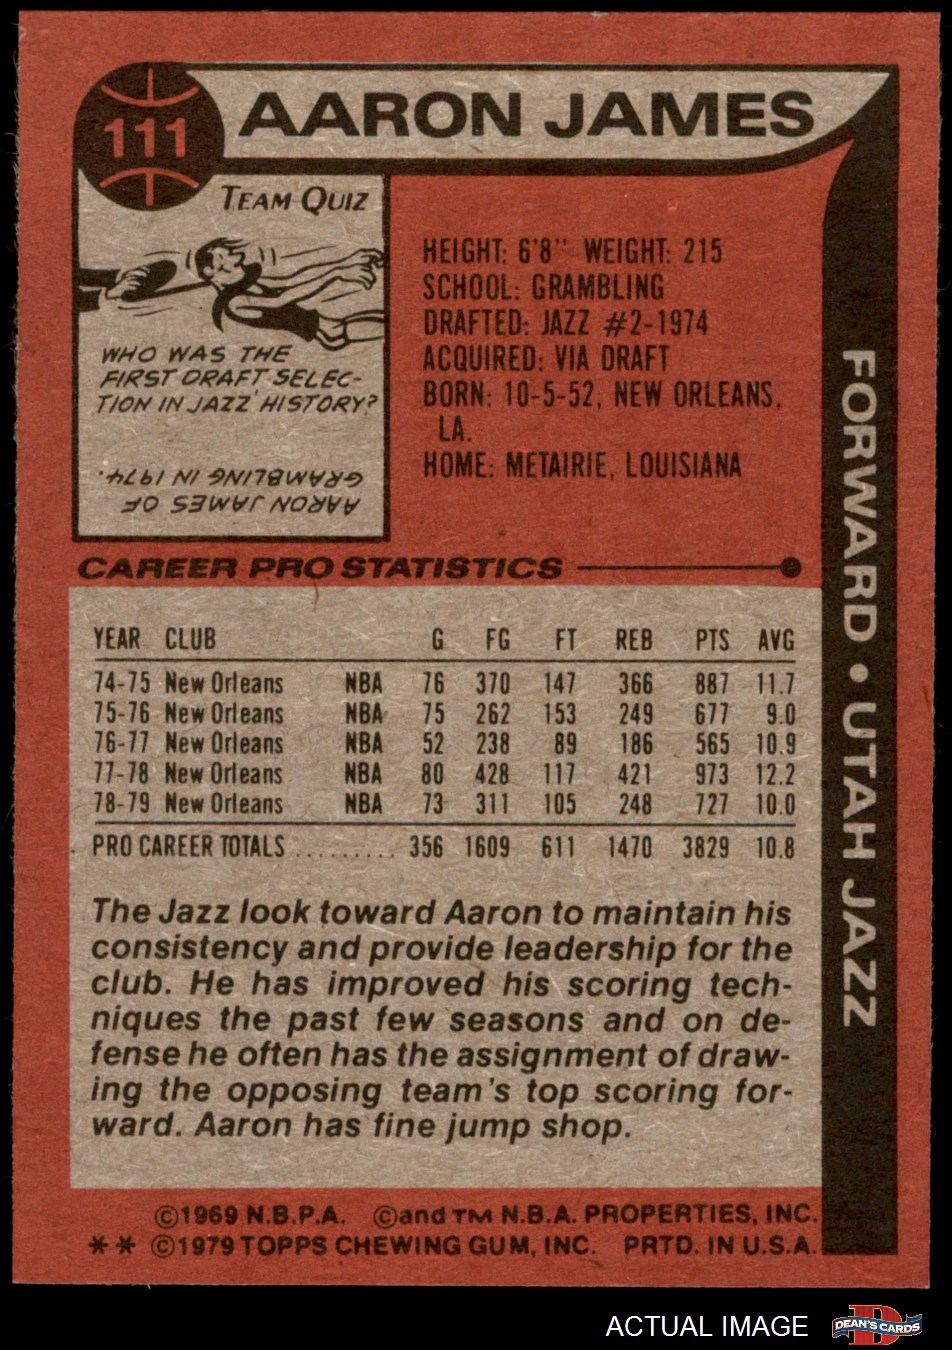 111
AARON JAMES
TEAM QUIZ
WHO WAS THE
FIRST DRAFT SELEC-
TION IN JAZZ' HISTORY?
AARON JAMES OF
GRAMBLING IN 1974.
HEIGHT: 6'8" WEIGHT: 215
SCHOOL: GRAMBLING
DRAFTED: JAZZ #2-1974
ACQUIRED: VIA DRAFT
BORN: 10-5-52, NEW ORLEANS,
LA.
HOME: METAIRIE, LOUISIANA
FORWARD • UTAH JAZZ
CAREER PRO STATISTICS
YEAR CLUB G FG FT REB PTS AVG
74-75 New Orleans NBA 76 370 147 366 887 11.7
75-76 New Orleans NBA 75 262 153 249 677 9.0
76-77 New Orleans NBA 52 238 89 186 565 10.9
77-78 New Orleans NBA 80 428 117 421 973 12.2
78-79 New Orleans NBA 73 311 105 248 727 10.0
PRO CAREER TOTALS ......... 356 1609 611 1470 3829 10.8
The Jazz look toward Aaron to maintain his
consistency and provide leadership for the
club. He has improved his scoring tech-
niques the past few seasons and on de-
fense he often has the assignment of draw-
ing the opposing team's top scoring for-
ward. Aaron has fine jump shop.
©1969 N.B.P.A. ©and TM N.B.A. PROPERTIES, INC.
** ©1979 TOPPS CHEWING GUM, INC. PRTD. IN U.S.A.
ACTUAL IMAGE
DEAN'S CARDS